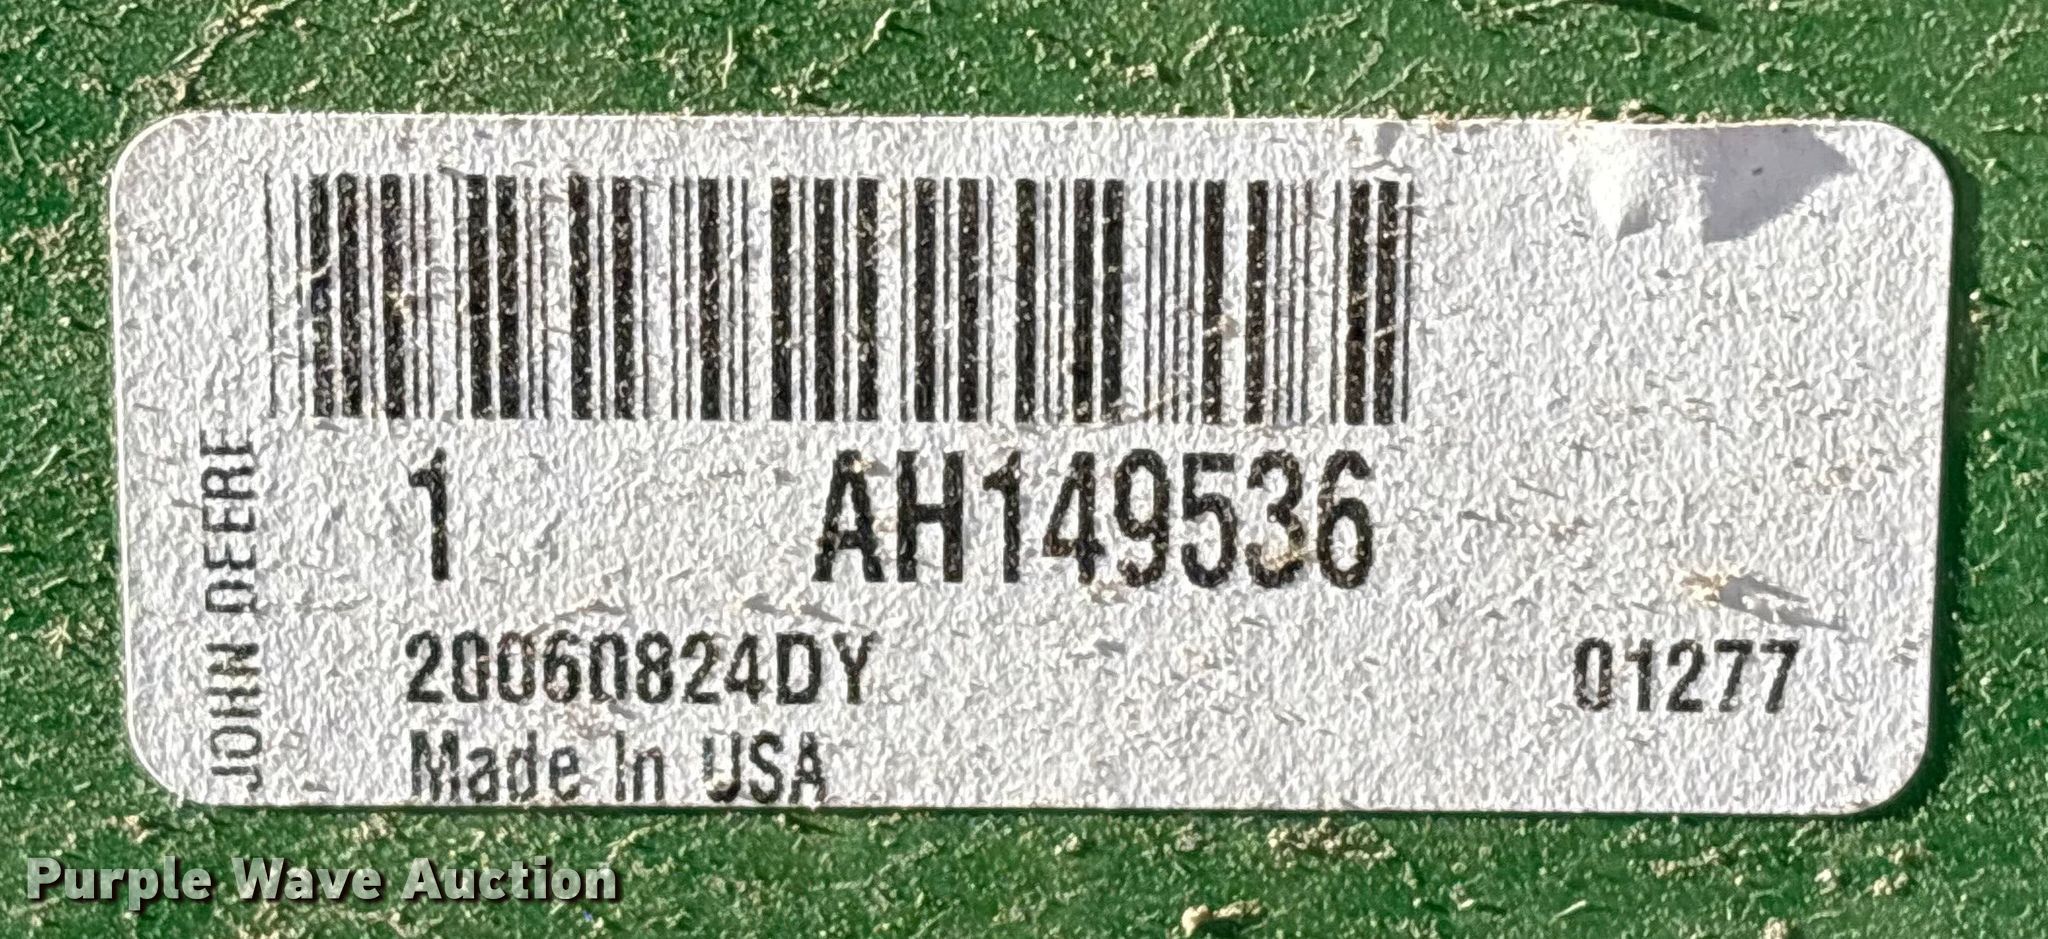 JOHN DEERE
1 AH149536
20060824DY 01277
Made In USA
Purple Wave Auction